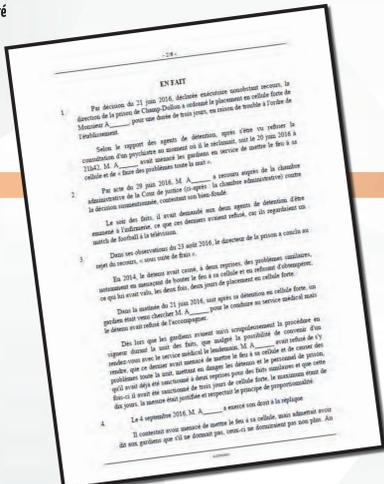 ré
- 2/8 -
EN FAIT
1. Par décision du 21 juin 2016, déclarée exécutoire nonobstant recours, la
direction de la prison de Champ-Dollon a ordonné le placement en cellule forte de
Monsieur A______, pour une durée de trois jours, en raison de trouble à l'ordre de
l'établissement.
Selon le rapport des agents de détention, après s'être vu refuser la
consultation d'un psychiatre au moment où il le réclamait, soit le 20 juin 2016 à
21h42, M. A______ avait menacé les gardiens en service de mettre le feu à sa
cellule et de « faire des problèmes toute la nuit ».
2. Par acte du 29 juin 2016, M. A______ a recouru auprès de la chambre
administrative de la Cour de justice (ci-après : la chambre administrative) contre
la décision susmentionnée, contestant son bien-fondé.
Le soir des faits, il avait demandé aux deux agents de détention d'être
emmené à l'infirmerie, ce que ces derniers avaient refusé, car ils regardaient un
match de football à la télévision.
3. Dans ses observations du 23 août 2016, le directeur de la prison a conclu au
rejet du recours, « sous suite de frais ».
En 2014, le détenu avait causé, à deux reprises, des problèmes similaires,
notamment en menaçant de bouter le feu à sa cellule et en refusant d'obtempérer,
ce qui lui avait valu, les deux fois, deux jours de placement en cellule forte.
Dans la matinée du 21 juin 2016, soit après sa détention en cellule forte, un
gardien était venu chercher M. A______ pour le conduire au service médical mais
le détenu avait refusé de l'accompagner.
Dès lors que les gardiens avaient suivi scrupuleusement la procédure en
vigueur durant la nuit des faits, que malgré la possibilité de convenir d'un
rendez-vous avec le service médical le lendemain, M. A______ avait refusé de s'y
rendre, que ce dernier avait menacé de mettre le feu à sa cellule et de causer des
problèmes toute la nuit, mettant en danger les détenus et le personnel de prison,
qu'il avait déjà été sanctionné à deux reprises pour des faits similaires et que cette
fois-ci il avait été sanctionné de trois jours de cellule forte, le maximum étant de
dix jours, la mesure était justifiée et respectait le principe de proportionnalité.
4. Le 4 septembre 2016, M. A______ a exercé son droit à la réplique.
Il contestait avoir menacé de mettre le feu à sa cellule, mais admettait avoir
dit aux gardiens que s'il ne dormait pas, ceux-ci ne dormiraient pas non plus. Au